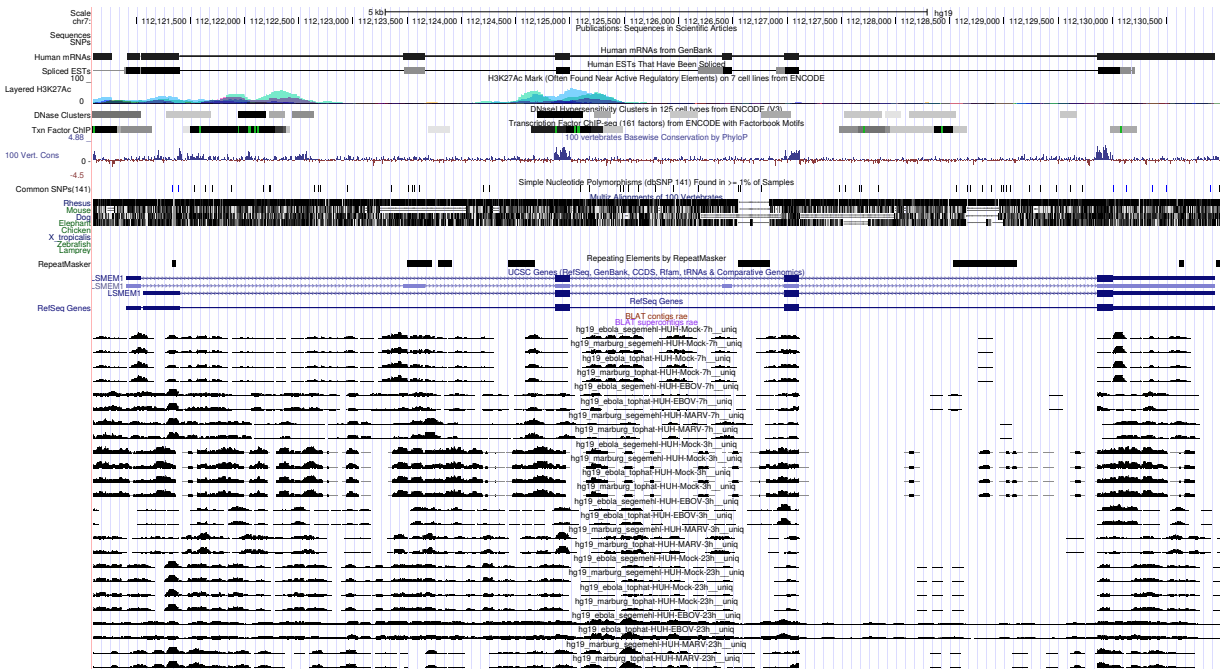 Scale 5 kb hg19
chr7: 112,121,500 112,122,000 112,122,500 112,123,000 112,123,500 112,124,000 112,124,500 112,125,000 112,125,500 112,126,000 112,126,500 112,127,000 112,127,500 112,128,000 112,128,500 112,129,000 112,129,500 112,130,000 112,130,500
Publications: Sequences in Scientific Articles
Sequences
SNPs
Human mRNAs from GenBank
Human mRNAs
Human ESTs That Have Been Spliced
Spliced ESTs
H3K27Ac Mark (Often Found Near Active Regulatory Elements) on 7 cell lines from ENCODE
100
Layered H3K27Ac
0
DNaseI Hypersensitivity Clusters in 125 cell types from ENCODE (V3)
DNase Clusters
Transcription Factor ChIP-seq (161 factors) from ENCODE with Factorbook Motifs
Txn Factor ChIP
100 vertebrates Basewise Conservation by PhyloP
4.88
100 Vert. Cons
0
-4.5
Simple Nucleotide Polymorphisms (dbSNP 141) Found in >= 1% of Samples
Common SNPs(141)
Multiz Alignments of 100 Vertebrates
Rhesus
Mouse
Dog
Elephant
Chicken
X_tropicalis
Zebrafish
Lamprey
Repeating Elements by RepeatMasker
RepeatMasker
UCSC Genes (RefSeq, GenBank, CCDS, Rfam, tRNAs & Comparative Genomics)
LSMEM1
LSMEM1
LSMEM1
RefSeq Genes
RefSeq Genes
BLAT contigs rae
BLAT supercontigs rae
hg19_ebola_segemehl-HUH-Mock-7h__uniq
hg19_marburg_segemehl-HUH-Mock-7h__uniq
hg19_ebola_tophat-HUH-Mock-7h__uniq
hg19_marburg_tophat-HUH-Mock-7h__uniq
hg19_ebola_segemehl-HUH-EBOV-7h__uniq
hg19_ebola_tophat-HUH-EBOV-7h__uniq
hg19_marburg_segemehl-HUH-MARV-7h__uniq
hg19_marburg_tophat-HUH-MARV-7h__uniq
hg19_ebola_segemehl-HUH-Mock-3h__uniq
hg19_marburg_segemehl-HUH-Mock-3h__uniq
hg19_ebola_tophat-HUH-Mock-3h__uniq
hg19_marburg_tophat-HUH-Mock-3h__uniq
hg19_ebola_segemehl-HUH-EBOV-3h__uniq
hg19_ebola_tophat-HUH-EBOV-3h__uniq
hg19_marburg_segemehl-HUH-MARV-3h__uniq
hg19_marburg_tophat-HUH-MARV-3h__uniq
hg19_ebola_segemehl-HUH-Mock-23h__uniq
hg19_marburg_segemehl-HUH-Mock-23h__uniq
hg19_ebola_tophat-HUH-Mock-23h__uniq
hg19_marburg_tophat-HUH-Mock-23h__uniq
hg19_ebola_segemehl-HUH-EBOV-23h__uniq
hg19_ebola_tophat-HUH-EBOV-23h__uniq
hg19_marburg_segemehl-HUH-MARV-23h__uniq
hg19_marburg_tophat-HUH-MARV-23h__uniq